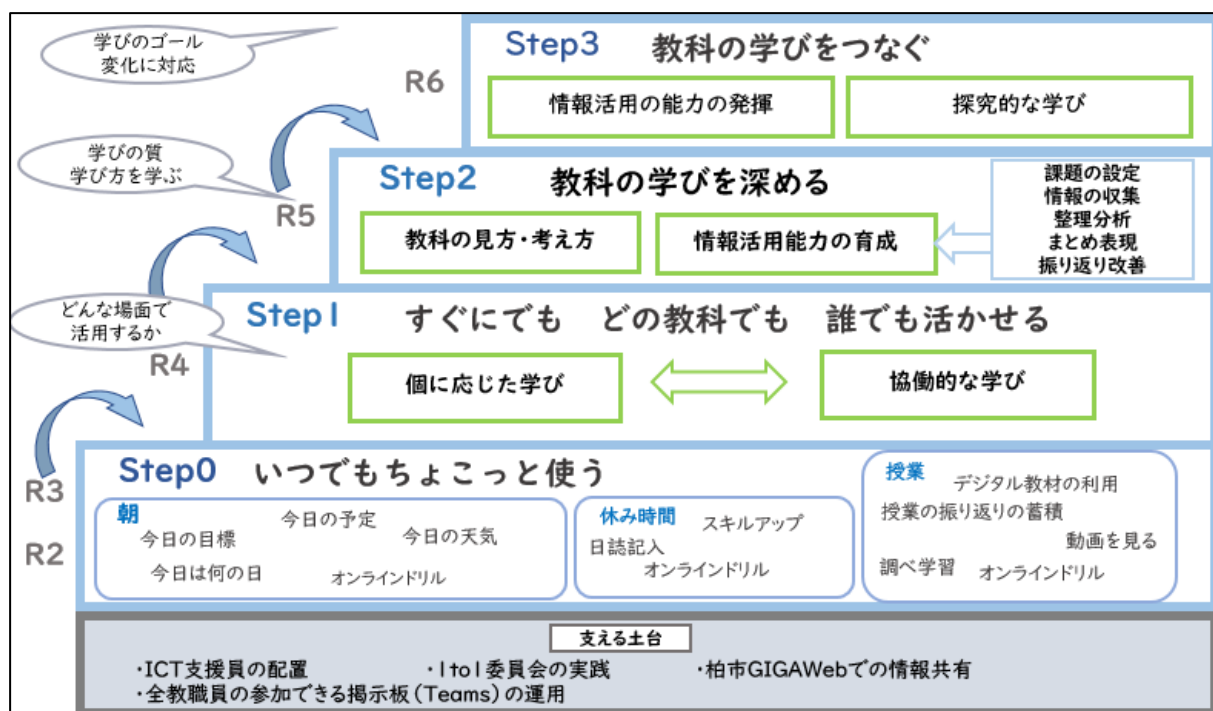 学びのゴール
変化に対応
R6
Step3 教科の学びをつなぐ
情報活用の能力の発揮
探究的な学び
学びの質
学び方を学ぶ
R5
Step2 教科の学びを深める
教科の見方・考え方
情報活用能力の育成
課題の設定
情報の収集
整理分析
まとめ表現
振り返り改善
どんな場面で
活用するか
R4
Step1 すぐにでも どの教科でも 誰でも活かせる
個に応じた学び
協働的な学び
R3
R2
Step0 いつでもちょこっと使う
朝
今日の予定
今日の目標
今日の天気
今日は何の日
オンラインドリル
休み時間
スキルアップ
日誌記入
オンラインドリル
授業
デジタル教材の利用
授業の振り返りの蓄積
動画を見る
調べ学習
オンラインドリル
支える土台
・ICT支援員の配置 ・1to1委員会の実践 ・柏市GIGAWebでの情報共有
・全教職員の参加できる掲示板(Teams)の運用